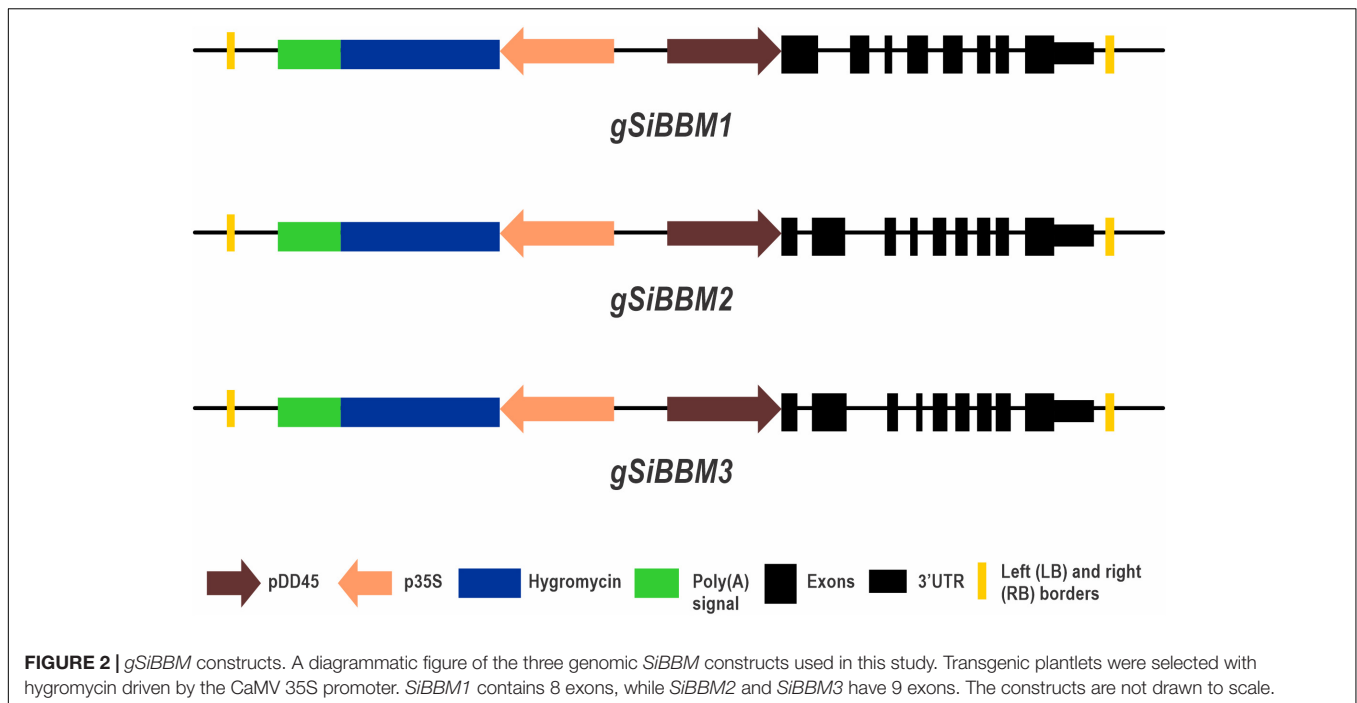 gSiBBM1
gSiBBM2
gSiBBM3
pDD45
p35S
Hygromycin
Poly(A)
signal
Exons
3'UTR
Left (LB) and right
(RB) borders
FIGURE 2 | gSiBBM constructs. A diagrammatic figure of the three genomic SiBBM constructs used in this study. Transgenic plantlets were selected with
hygromycin driven by the CaMV 35S promoter. SiBBM1 contains 8 exons, while SiBBM2 and SiBBM3 have 9 exons. The constructs are not drawn to scale.